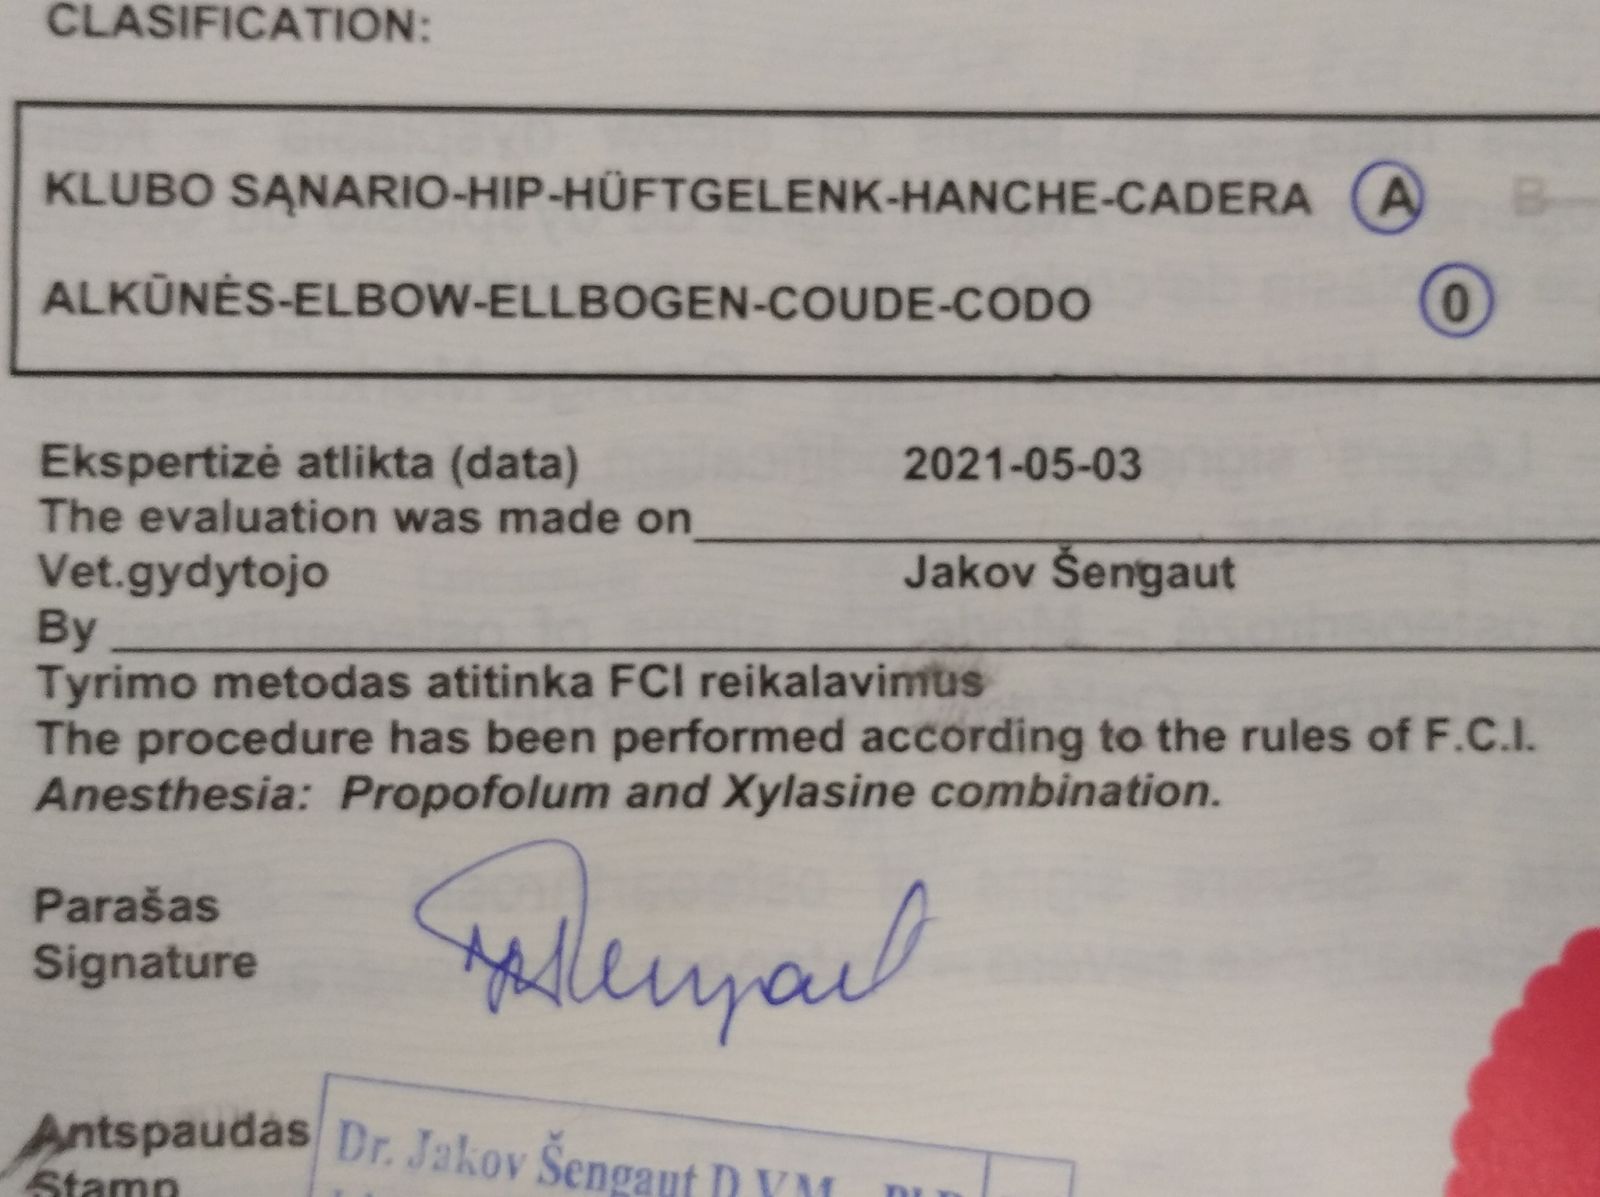 CLASIFICATION:
KLUBO SĄNARIO-HIP-HÜFTGELENK-HANCHE-CADERA A B
ALKŪNĖS-ELBOW-ELLBOGEN-COUDE-CODO 0
Ekspertizė atlikta (data) 2021-05-03
The evaluation was made on
Vet.gydytojo Jakov Šengaut
By
Tyrimo metodas atitinka FCI reikalavimus
The procedure has been performed according to the rules of F.C.I.
Anesthesia: Propofolum and Xylasine combination.
Parašas
Signature
Antspaudas
Stamp
Dr. Jakov Šengaut D.V.M.